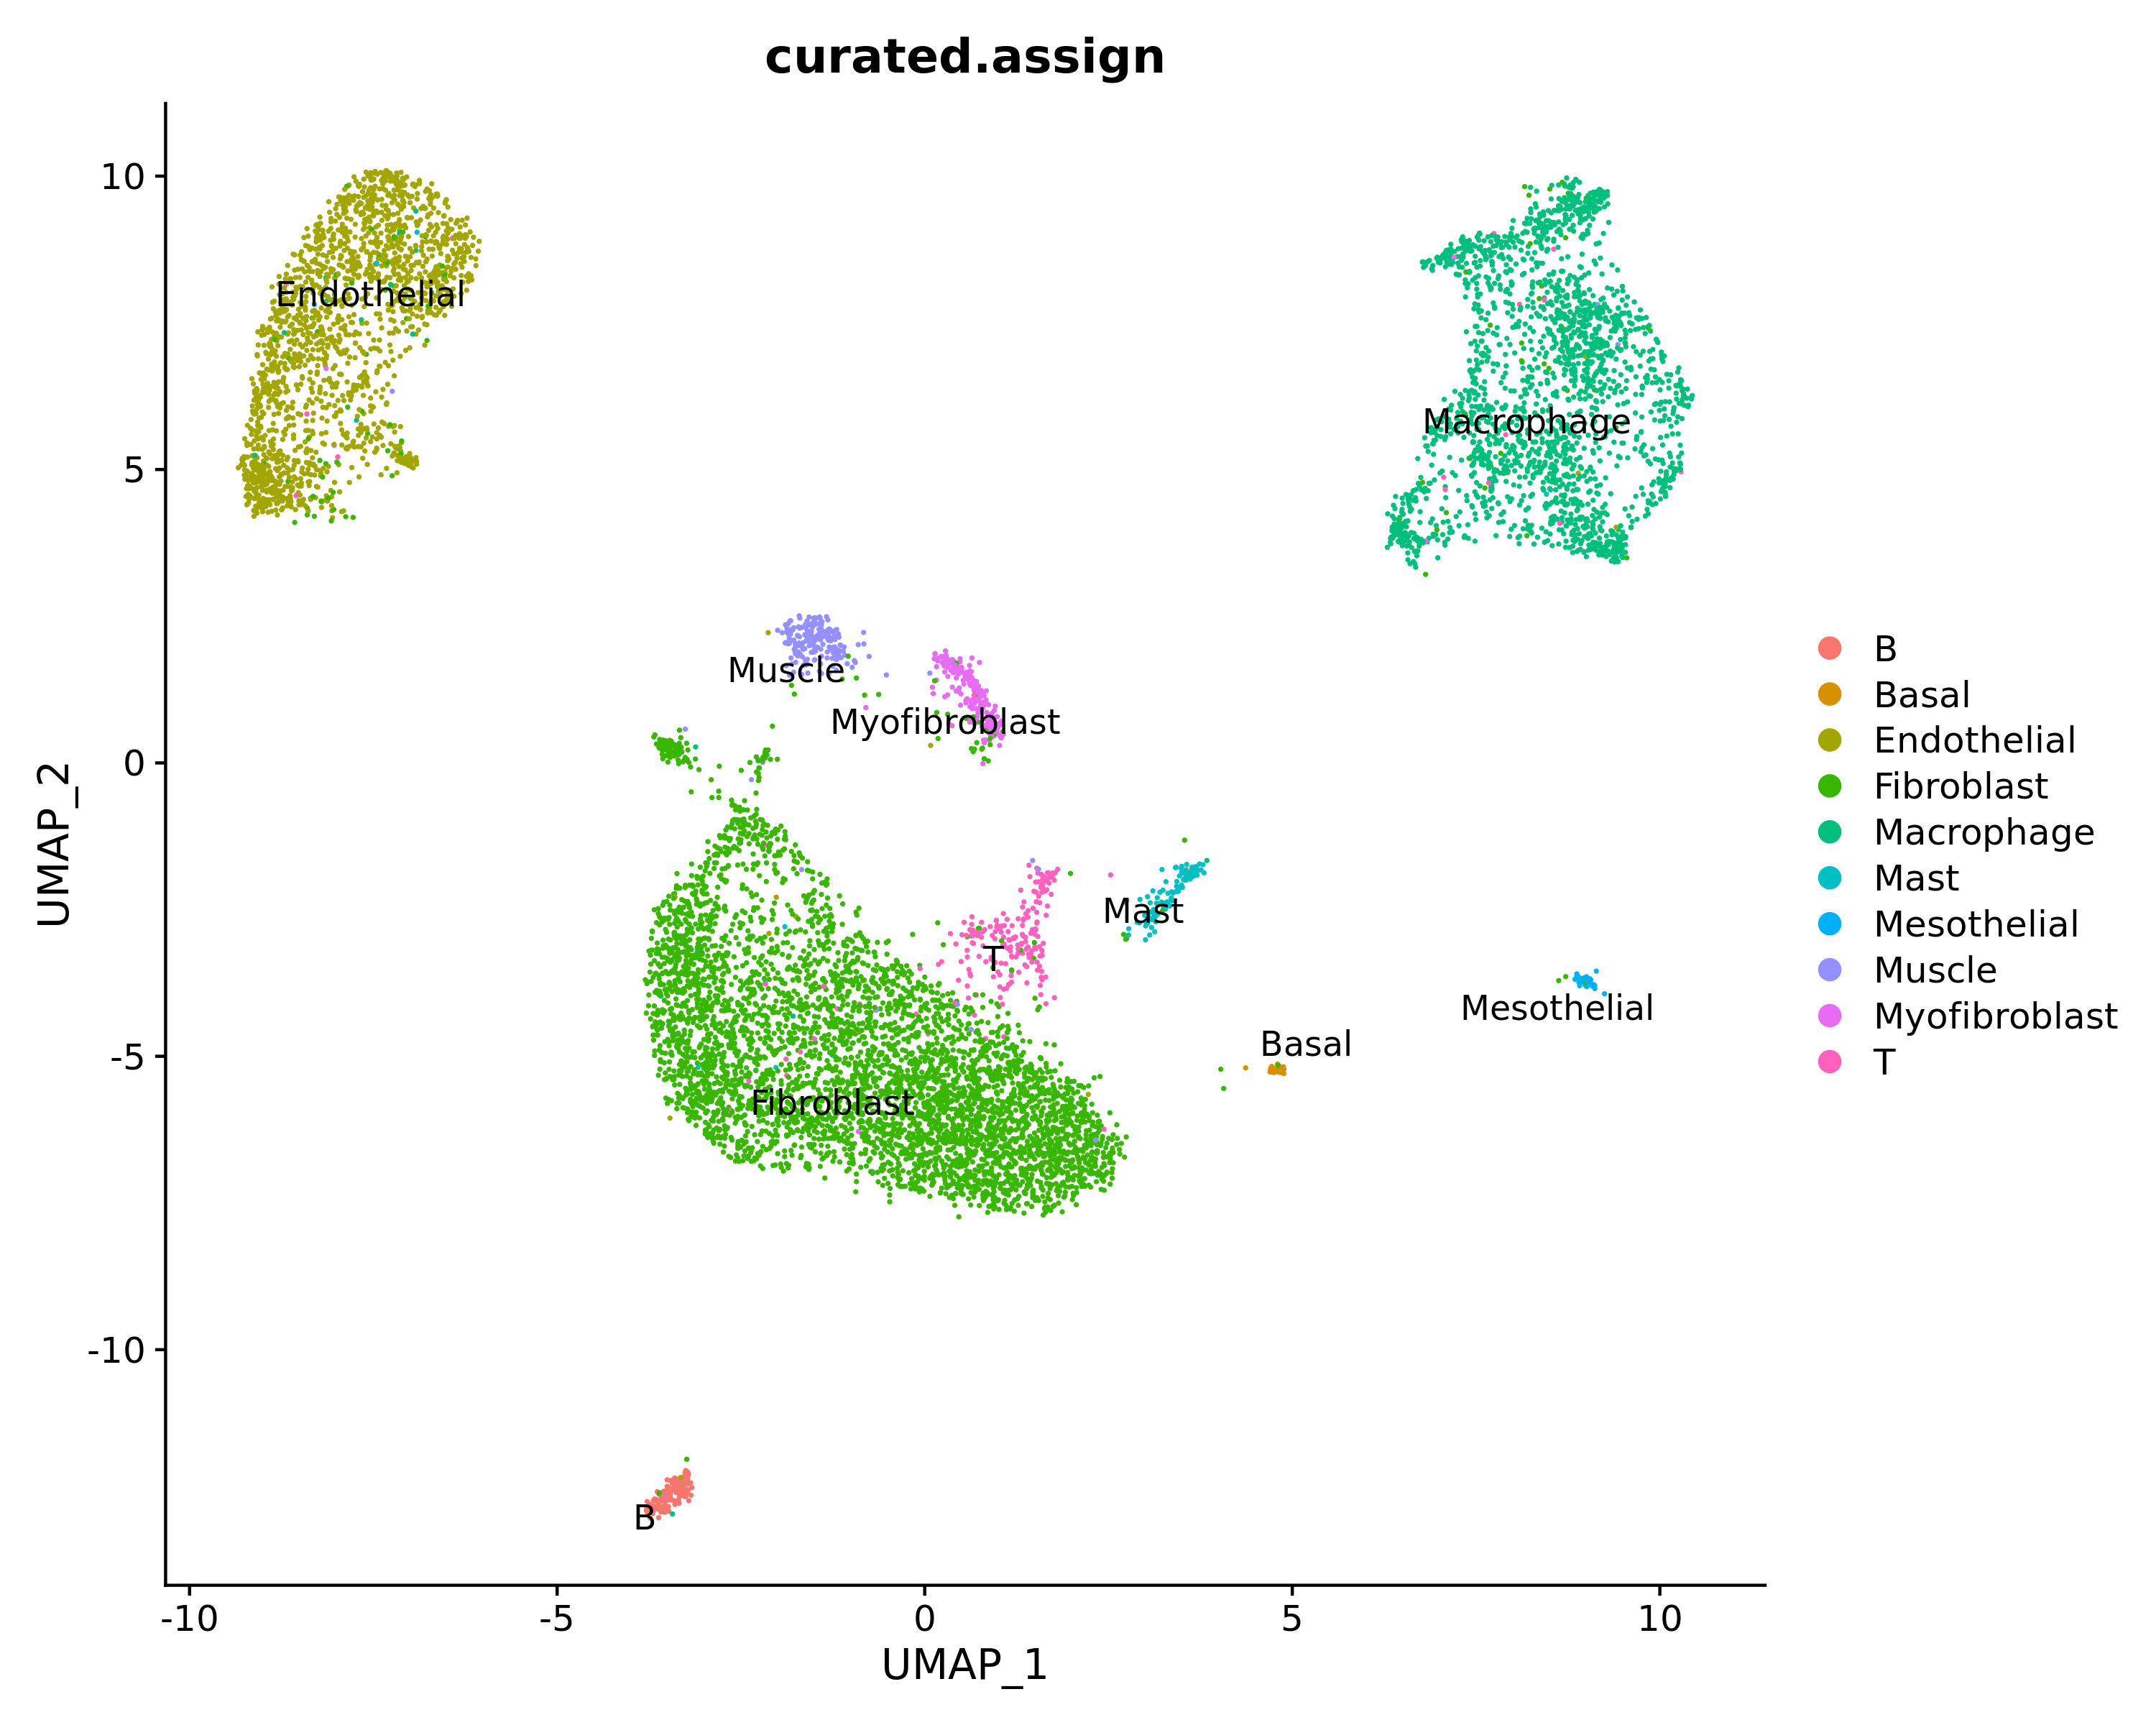 curated.assign
10
5
0
-5
-10
UMAP_2
Endothelial
Macrophage
Muscle
Myofibroblast
Mast
T
Mesothelial
Basal
Fibroblast
B
-10
-5
0
5
10
UMAP_1
B
Basal
Endothelial
Fibroblast
Macrophage
Mast
Mesothelial
Muscle
Myofibroblast
T